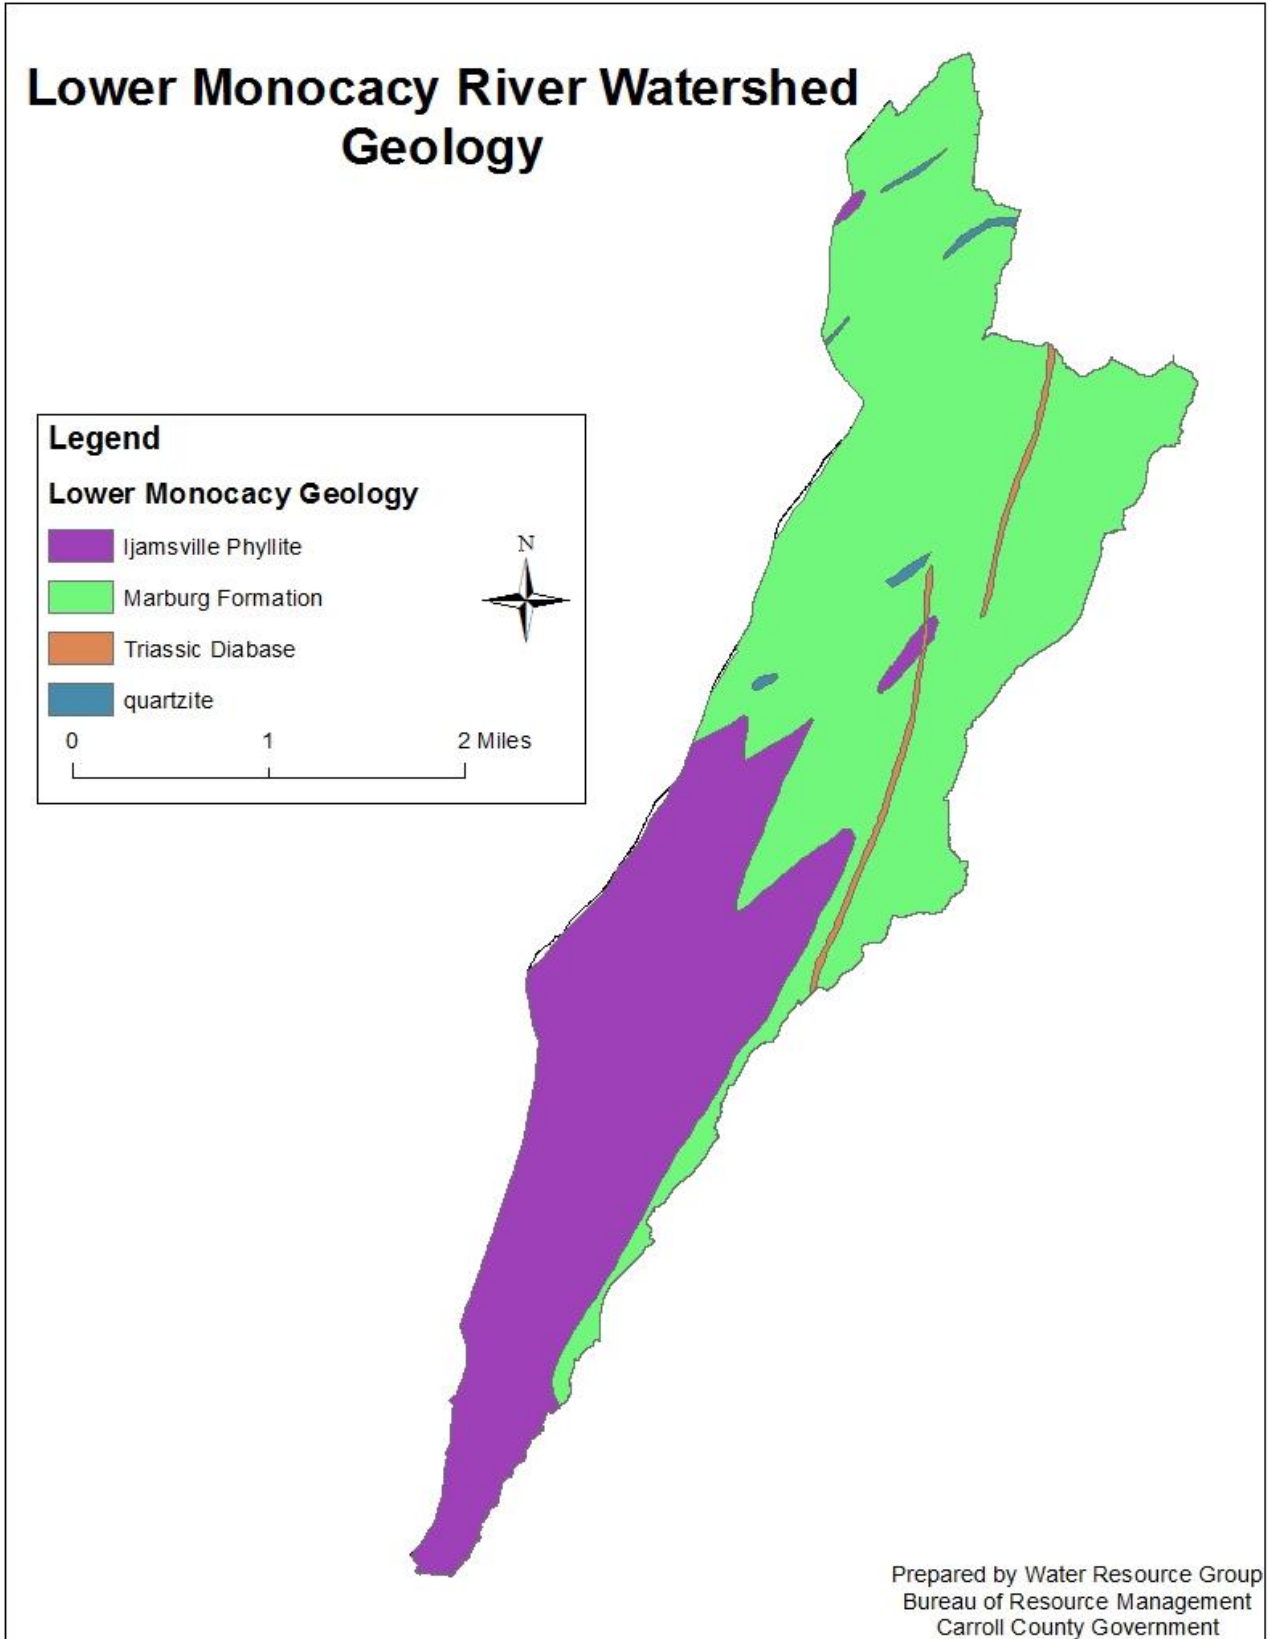 Lower Monocacy River Watershed
Geology
Legend
Lower Monocacy Geology
Ijamsville Phyllite
Marburg Formation
Triassic Diabase
quartzite
N
0 1 2 Miles
Prepared by Water Resource Group
Bureau of Resource Management
Carroll County Government